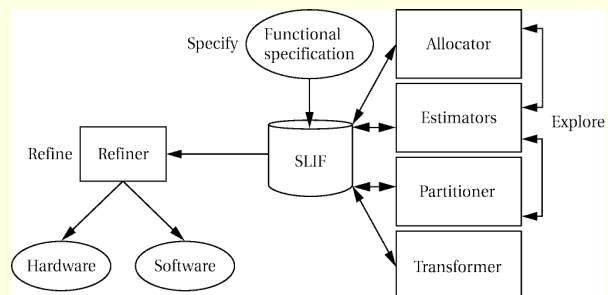 Specify
Functional
specification
Allocator
Estimators
Explore
SLIF
Refine
Refiner
Partitioner
Hardware
Software
Transformer